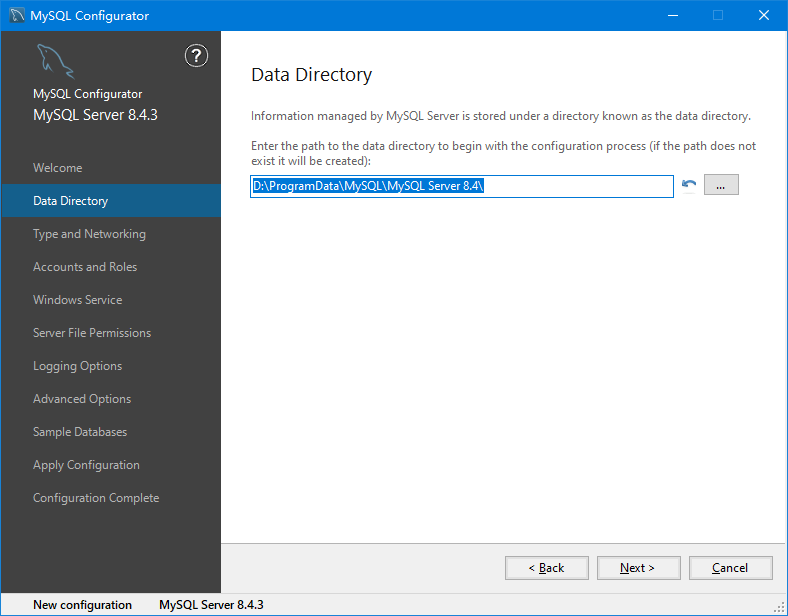 MySQL Configurator
?
MySQL Configurator
MySQL Server 8.4.3
Welcome
Data Directory
Type and Networking
Accounts and Roles
Windows Service
Server File Permissions
Logging Options
Advanced Options
Sample Databases
Apply Configuration
Configuration Complete
Data Directory
Information managed by MySQL Server is stored under a directory known as the data directory.
Enter the path to the data directory to begin with the configuration process (if the path does not
exist it will be created):
D:\ProgramData\MySQL\MySQL Server 8.4\
...
< Back
Next >
Cancel
New configuration
MySQL Server 8.4.3